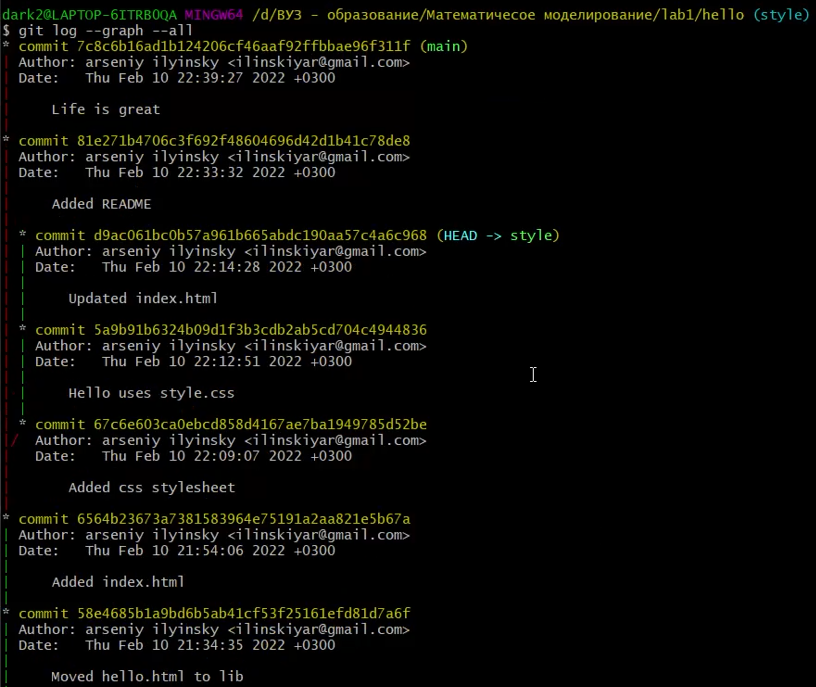 dark2@LAPTOP-6ITRB0QA MINGW64 /d/ВУЗ - образование/Математичесое моделирование/lab1/hello (style)
$ git log --graph --all
* commit 7c8c6b16ad1b124206cf46aaf92ffbbae96f311f (main)
| Author: arseniy ilyinsky <ilinskiyar@gmail.com>
| Date:   Thu Feb 10 22:39:27 2022 +0300
|
|     Life is great
|
* commit 81e271b4706c3f692f48604696d42d1b41c78de8
| Author: arseniy ilyinsky <ilinskiyar@gmail.com>
| Date:   Thu Feb 10 22:33:32 2022 +0300
|
|     Added README
|
| * commit d9ac061bc0b57a961b665abdc190aa57c4a6c968 (HEAD -> style)
| | Author: arseniy ilyinsky <ilinskiyar@gmail.com>
| | Date:   Thu Feb 10 22:14:28 2022 +0300
| |
| |     Updated index.html
| |
| * commit 5a9b91b6324b09d1f3b3cdb2ab5cd704c4944836
| | Author: arseniy ilyinsky <ilinskiyar@gmail.com>
| | Date:   Thu Feb 10 22:12:51 2022 +0300
| |
| |     Hello uses style.css
| |
| * commit 67c6e603ca0ebcd858d4167ae7ba1949785d52be
|/  Author: arseniy ilyinsky <ilinskiyar@gmail.com>
|   Date:   Thu Feb 10 22:09:07 2022 +0300
|
|       Added css stylesheet
|
* commit 6564b23673a7381583964e75191a2aa821e5b67a
| Author: arseniy ilyinsky <ilinskiyar@gmail.com>
| Date:   Thu Feb 10 21:54:06 2022 +0300
|
|     Added index.html
|
* commit 58e4685b1a9bd6b5ab41cf53f25161efd81d7a6f
| Author: arseniy ilyinsky <ilinskiyar@gmail.com>
| Date:   Thu Feb 10 21:34:35 2022 +0300
|
|     Moved hello.html to lib